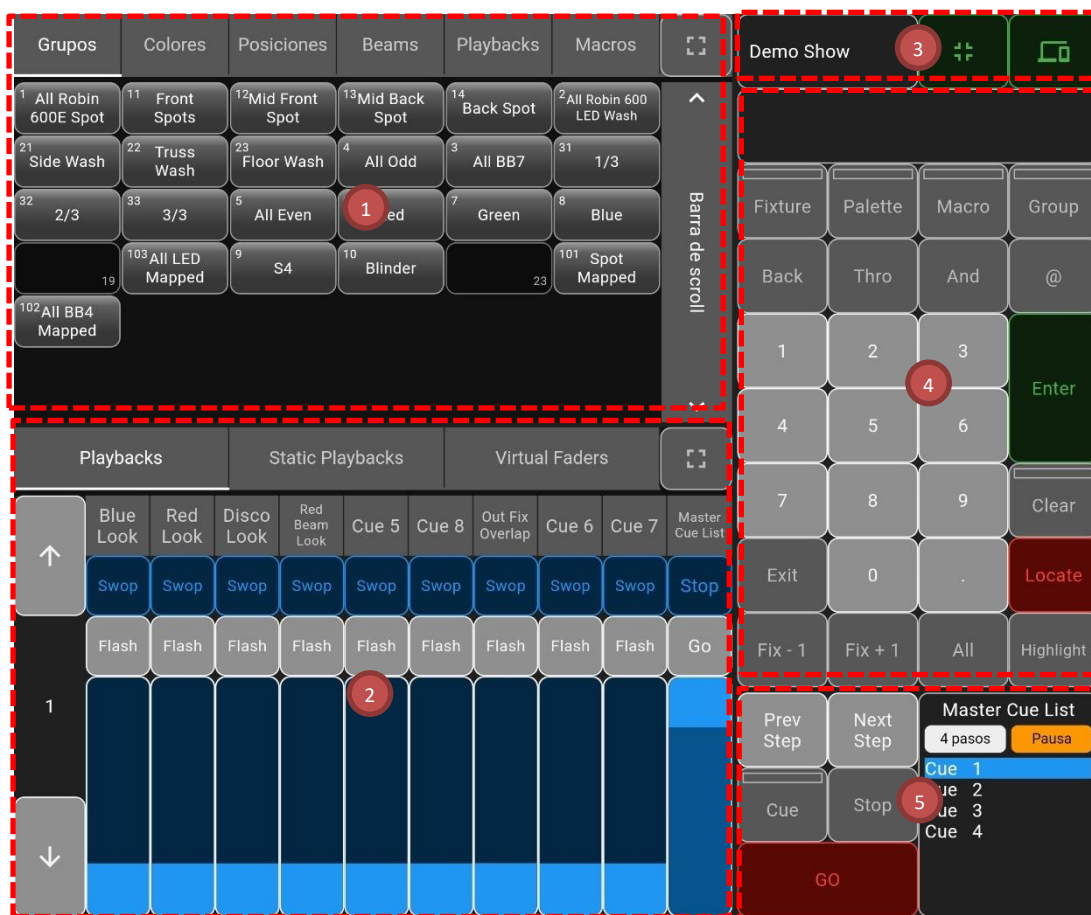 Grupos Colores Posiciones Beams Playbacks Macros
1 All Robin 600E Spot
11 Front Spots
12 Mid Front Spot
13 Mid Back Spot
14 Back Spot
2 All Robin 600 LED Wash
21 Side Wash
22 Truss Wash
23 Floor Wash
4 All Odd
3 All BB7
31 1/3
32 2/3
33 3/3
5 All Even
1
7 Green
8 Blue
19
103 All LED Mapped
9 S4
10 Blinder
23
101 Spot Mapped
102 All BB4 Mapped
Barra de scroll
Playbacks Static Playbacks Virtual Faders
Blue Look
Red Look
Disco Look
Red Beam Look
Cue 5
Cue 8
Out Fix Overlap
Cue 6
Cue 7
Master Cue List
Swop Swop Swop Swop Swop Swop Swop Swop Swop Stop
Flash Flash Flash Flash Flash Flash Flash Flash Flash Go
1
2
Demo Show
3
Fixture Palette Macro Group
Back Thro And @
1 2 3
4
Enter
4 5 6
7 8 9 Clear
Exit 0 . Locate
Fix - 1 Fix + 1 All Highlight
Prev Step
Next Step
Cue
Stop
5
GO
Master Cue List
4 pasos Pausa
Cue 1
2
3
Cue 4